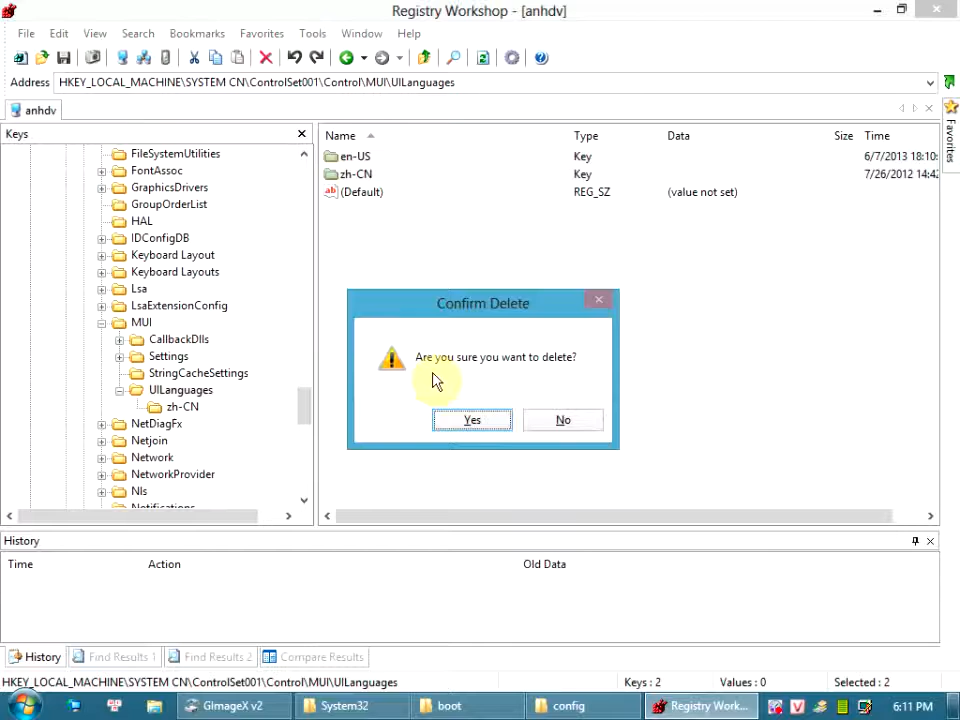 Registry Workshop - [anhdv]
File Edit View Search Bookmarks Favorites Tools Window Help
Address HKEY_LOCAL_MACHINE\SYSTEM CN\ControlSet001\Control\MUI\UILanguages
anhdv
Favorites
Keys
FileSystemUtilities
FontAssoc
GraphicsDrivers
GroupOrderList
HAL
IDConfigDB
Keyboard Layout
Keyboard Layouts
Lsa
LsaExtensionConfig
MUI
CallbackDlls
Settings
StringCacheSettings
UILanguages
zh-CN
NetDiagFx
Netjoin
Network
NetworkProvider
Nls
Notifications
Name Type Data Size Time
en-US Key 6/7/2013 18:10:
zh-CN Key 7/26/2012 14:42
ab (Default) REG_SZ (value not set)
Confirm Delete
Are you sure you want to delete?
Yes No
History
Time Action Old Data
History Find Results 1 Find Results 2 Compare Results
HKEY_LOCAL_MACHINE\SYSTEM CN\ControlSet001\Control\MUI\UILanguages Keys : 2 Values : 0 Selected : 2
GImageX v2 System32 boot config Registry Work... 6:11 PM